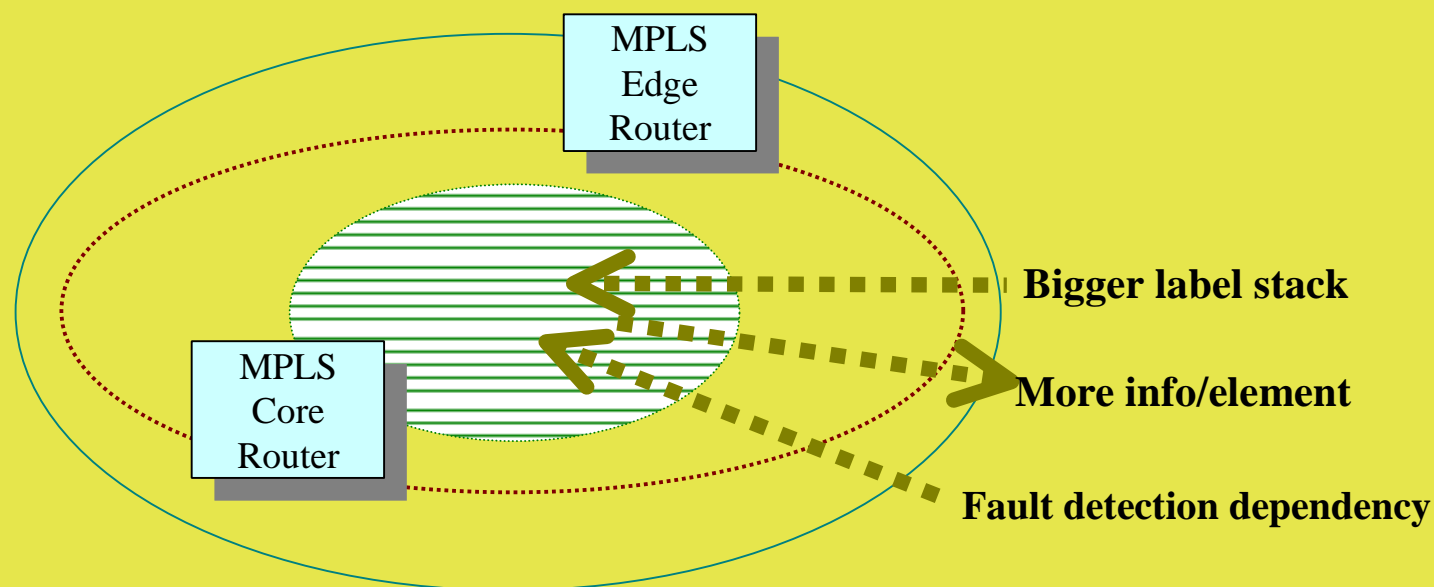 MPLS
Edge
Router
Bigger label stack
MPLS
Core
Router
More info/element
Fault detection dependency